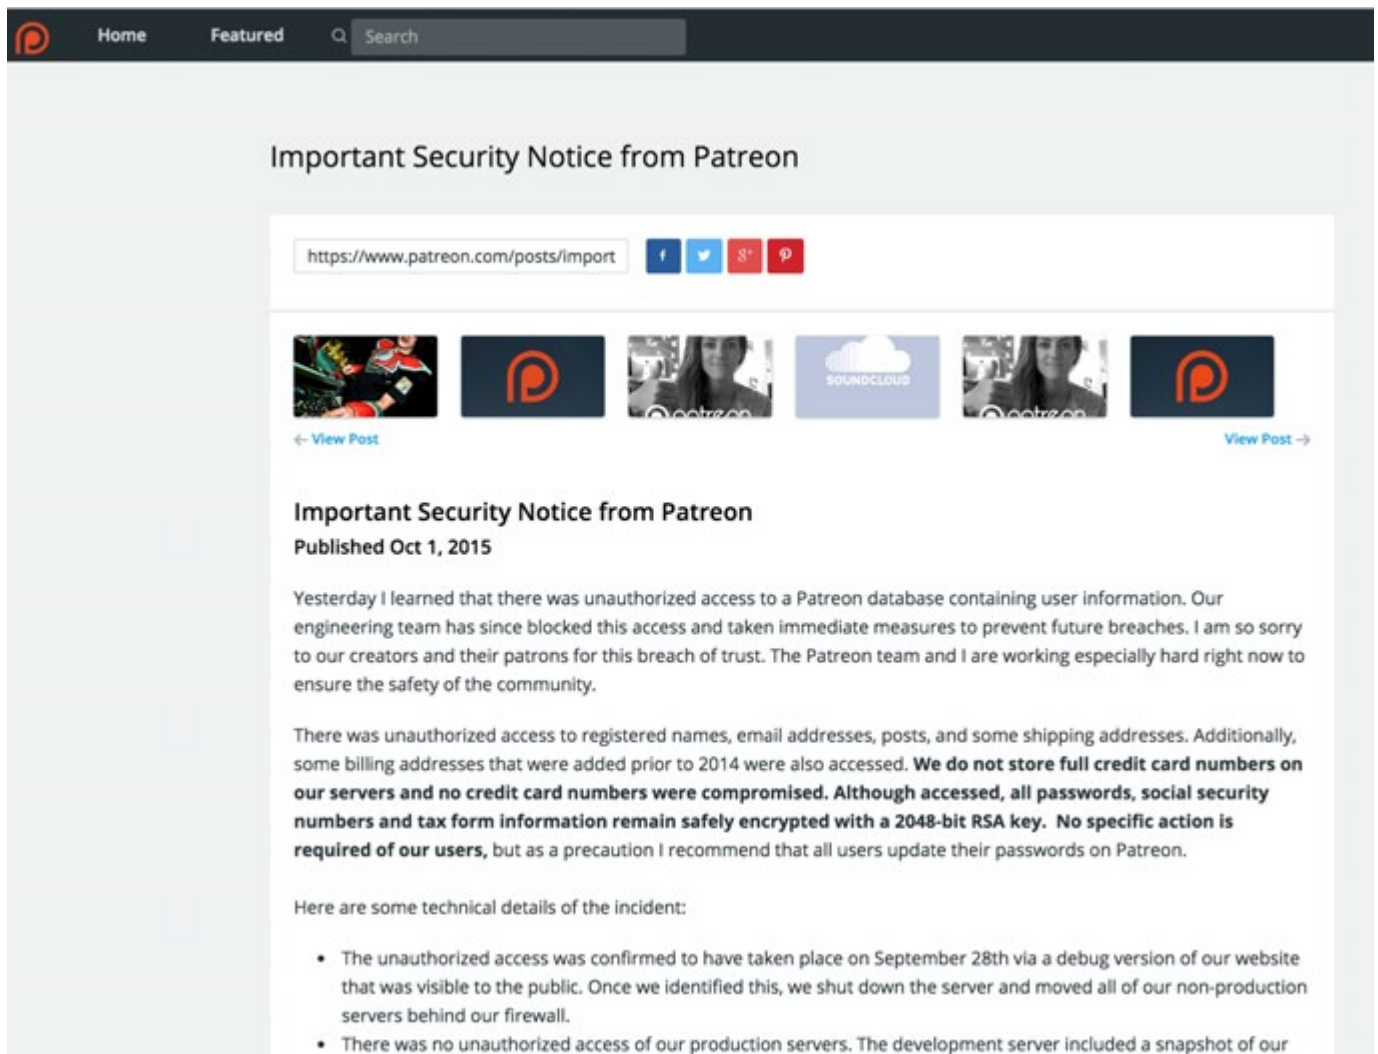 Home Featured Search
Important Security Notice from Patreon
https://www.patreon.com/posts/import
f 8+
SOUNDCLOUD
patreon patreon
← View Post View Post →
Important Security Notice from Patreon
Published Oct 1, 2015
Yesterday I learned that there was unauthorized access to a Patreon database containing user information. Our
engineering team has since blocked this access and taken immediate measures to prevent future breaches. I am so sorry
to our creators and their patrons for this breach of trust. The Patreon team and I are working especially hard right now to
ensure the safety of the community.
There was unauthorized access to registered names, email addresses, posts, and some shipping addresses. Additionally,
some billing addresses that were added prior to 2014 were also accessed. We do not store full credit card numbers on
our servers and no credit card numbers were compromised. Although accessed, all passwords, social security
numbers and tax form information remain safely encrypted with a 2048-bit RSA key. No specific action is
required of our users, but as a precaution I recommend that all users update their passwords on Patreon.
Here are some technical details of the incident:
• The unauthorized access was confirmed to have taken place on September 28th via a debug version of our website
that was visible to the public. Once we identified this, we shut down the server and moved all of our non-production
servers behind our firewall.
• There was no unauthorized access of our production servers. The development server included a snapshot of our